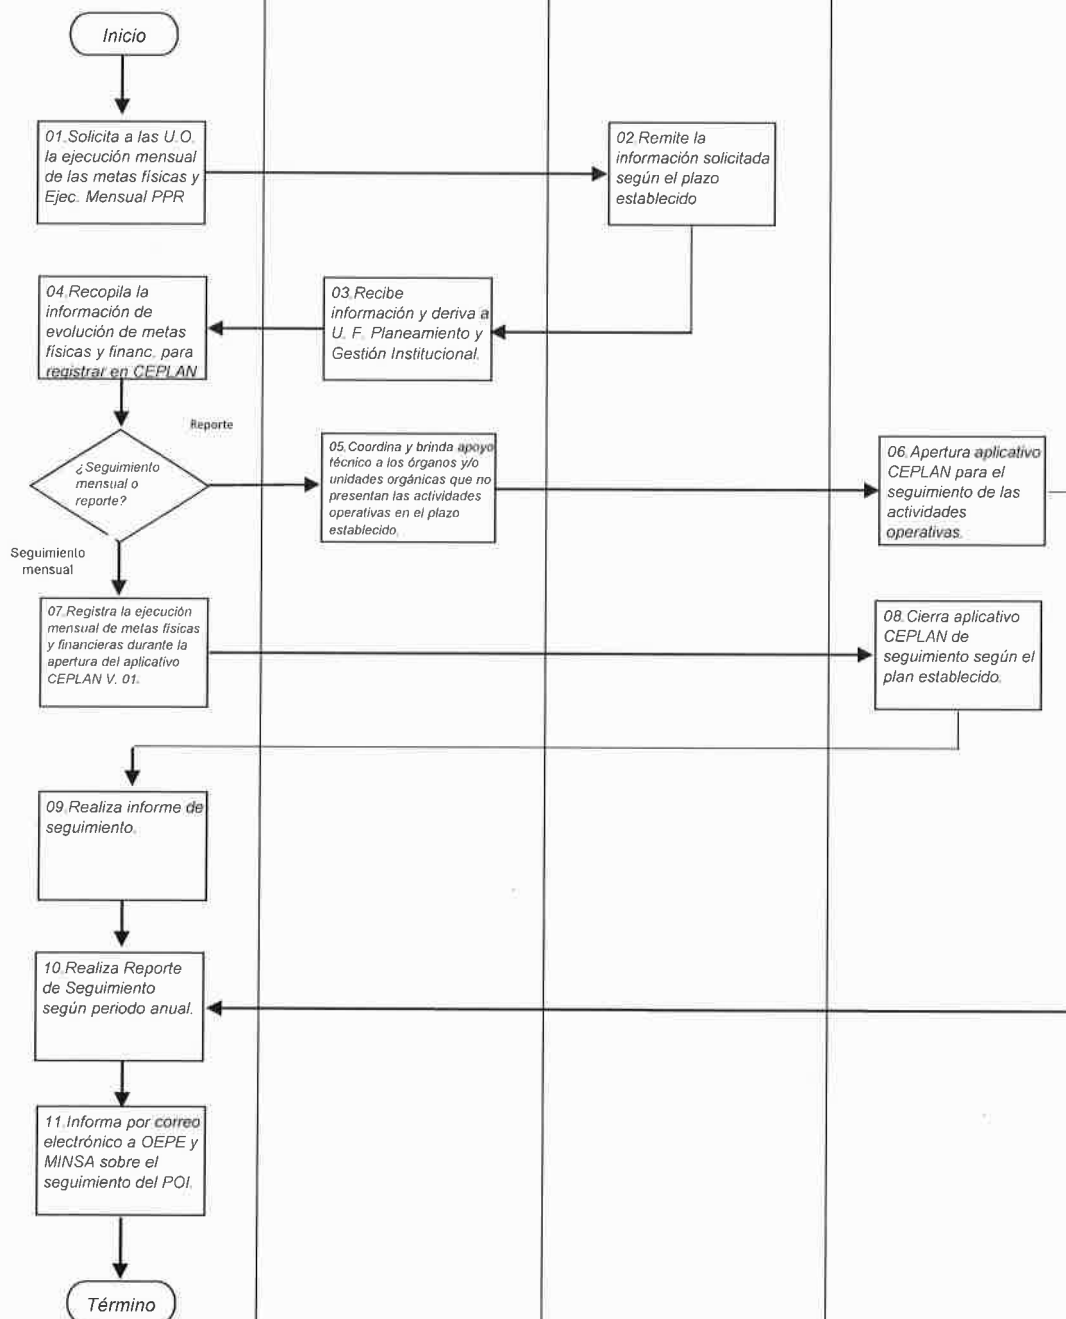 Inicio
01.Solicita a las U.O.
la ejecución mensual
de las metas físicas y
Ejec. Mensual PPR
02.Remite la
información solicitada
según el plazo
establecido
03.Recibe
información y deriva a
U. F. Planeamiento y
Gestión Institucional.
04.Recopila la
información de
evolución de metas
físicas y financ. para
registrar en CEPLAN
¿Seguimiento
mensual o
reporte?
Reporte
Seguimiento
mensual
05.Coordina y brinda apoyo
técnico a los órganos y/o
unidades orgánicas que no
presentan las actividades
operativas en el plazo
establecido.
06.Apertura aplicativo
CEPLAN para el
seguimiento de las
actividades
operativas.
07.Registra la ejecución
mensual de metas físicas
y financieras durante la
apertura del aplicativo
CEPLAN V. 01.
08.Cierra aplicativo
CEPLAN de
seguimiento según el
plan establecido.
09.Realiza informe de
seguimiento.
10.Realiza Reporte
de Seguimiento
según periodo anual.
11.Informa por correo
electrónico a OEPE y
MINSA sobre el
seguimiento del POI.
Término